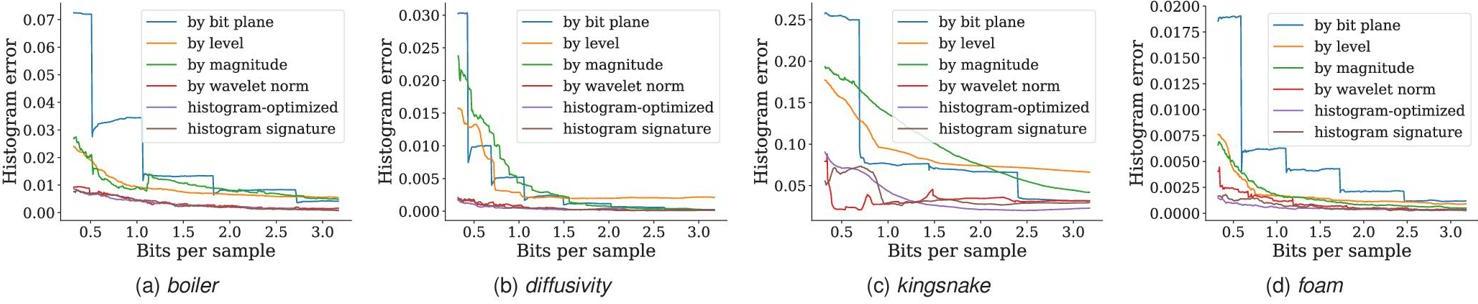 Histogram error
0.07
0.06
0.05
0.04
0.03
0.02
0.01
0.00
by bit plane
by level
by magnitude
by wavelet norm
histogram-optimized
histogram signature
0.5 1.0 1.5 2.0 2.5 3.0
Bits per sample
(a) boiler
Histogram error
0.030
0.025
0.020
0.015
0.010
0.005
0.000
by bit plane
by level
by magnitude
by wavelet norm
histogram-optimized
histogram signature
0.5 1.0 1.5 2.0 2.5 3.0
Bits per sample
(b) diffusivity
Histogram error
0.25
0.20
0.15
0.10
0.05
by bit plane
by level
by magnitude
by wavelet norm
histogram-optimized
histogram signature
0.5 1.0 1.5 2.0 2.5 3.0
Bits per sample
(c) kingsnake
Histogram error
0.0200
0.0175
0.0150
0.0125
0.0100
0.0075
0.0050
0.0025
0.0000
by bit plane
by level
by magnitude
by wavelet norm
histogram-optimized
histogram signature
0.5 1.0 1.5 2.0 2.5 3.0
Bits per sample
(d) foam